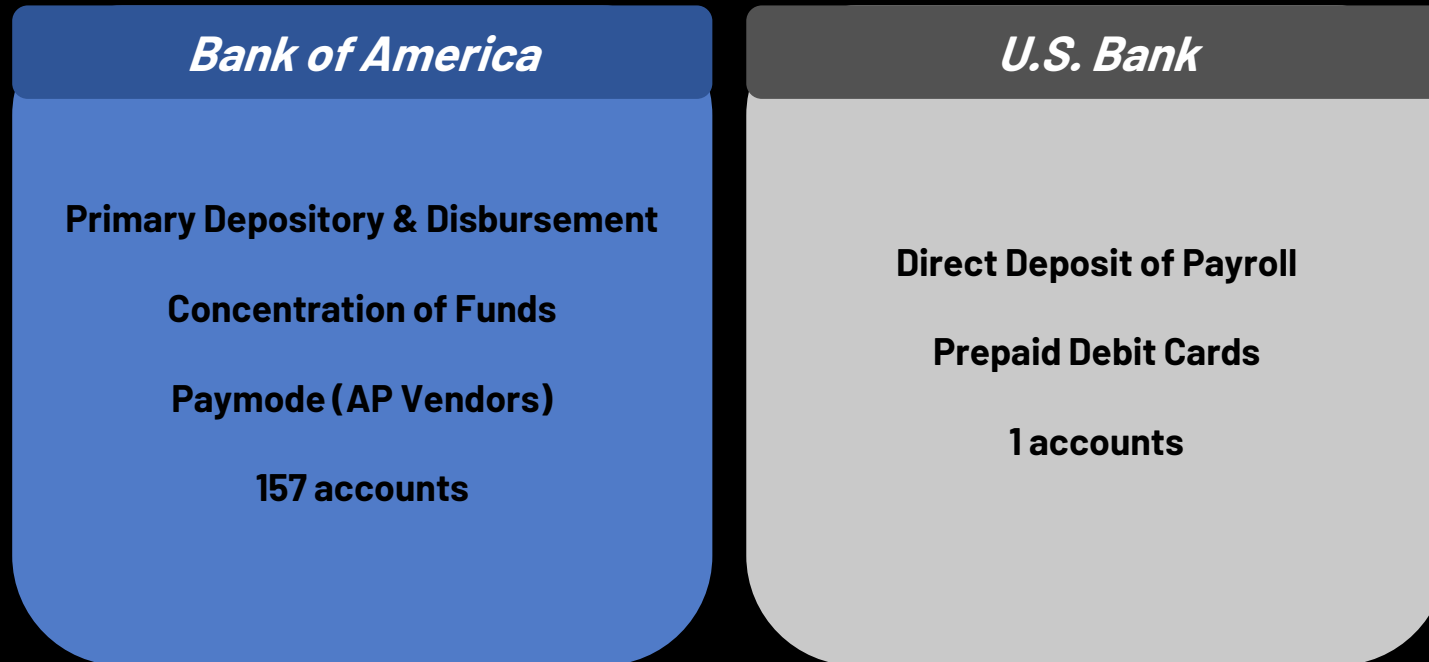 Bank of America
Primary Depository & Disbursement
Concentration of Funds
Paymode (AP Vendors)
157 accounts
U.S. Bank
Direct Deposit of Payroll
Prepaid Debit Cards
1 accounts